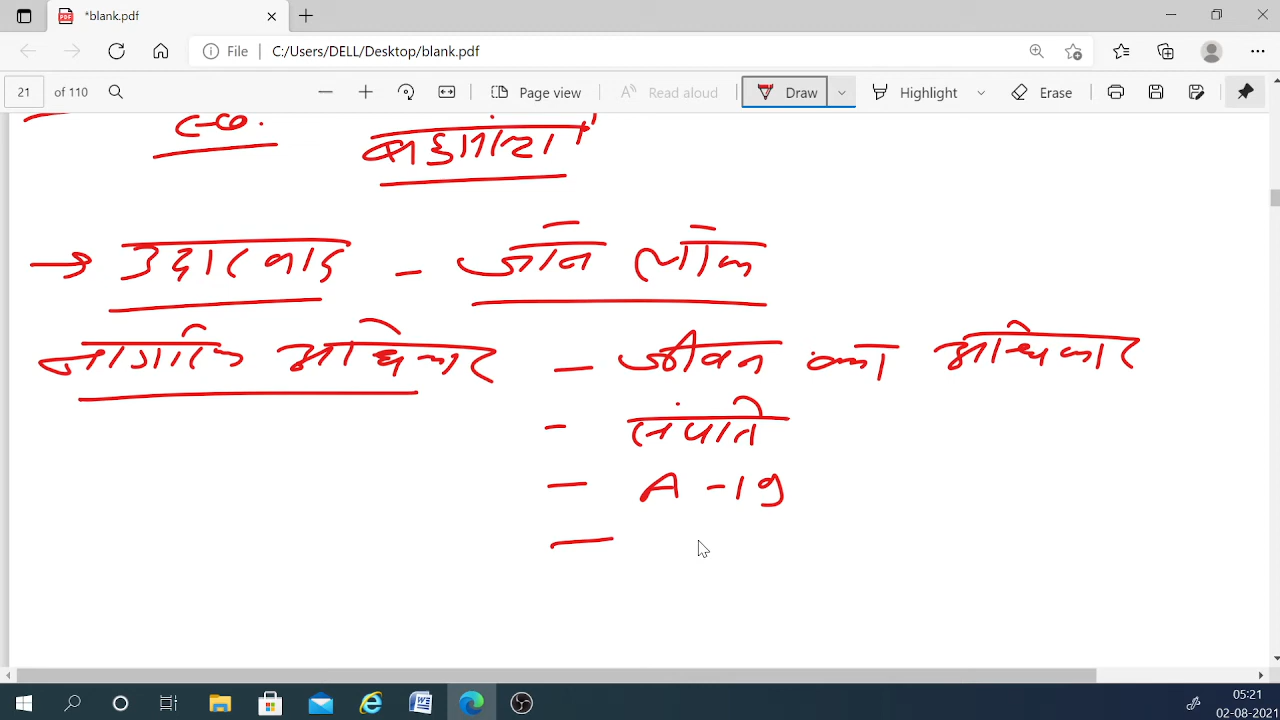 *blank.pdf
File C:/Users/DELL/Desktop/blank.pdf
21 of 110 Page view Read aloud Draw Highlight Erase
→ उदारवाद - जॉन लॉक
नागरिक अधिकार - जीवन का अधिकार
- संपत्ति
- A-19
05:21
02-08-2021